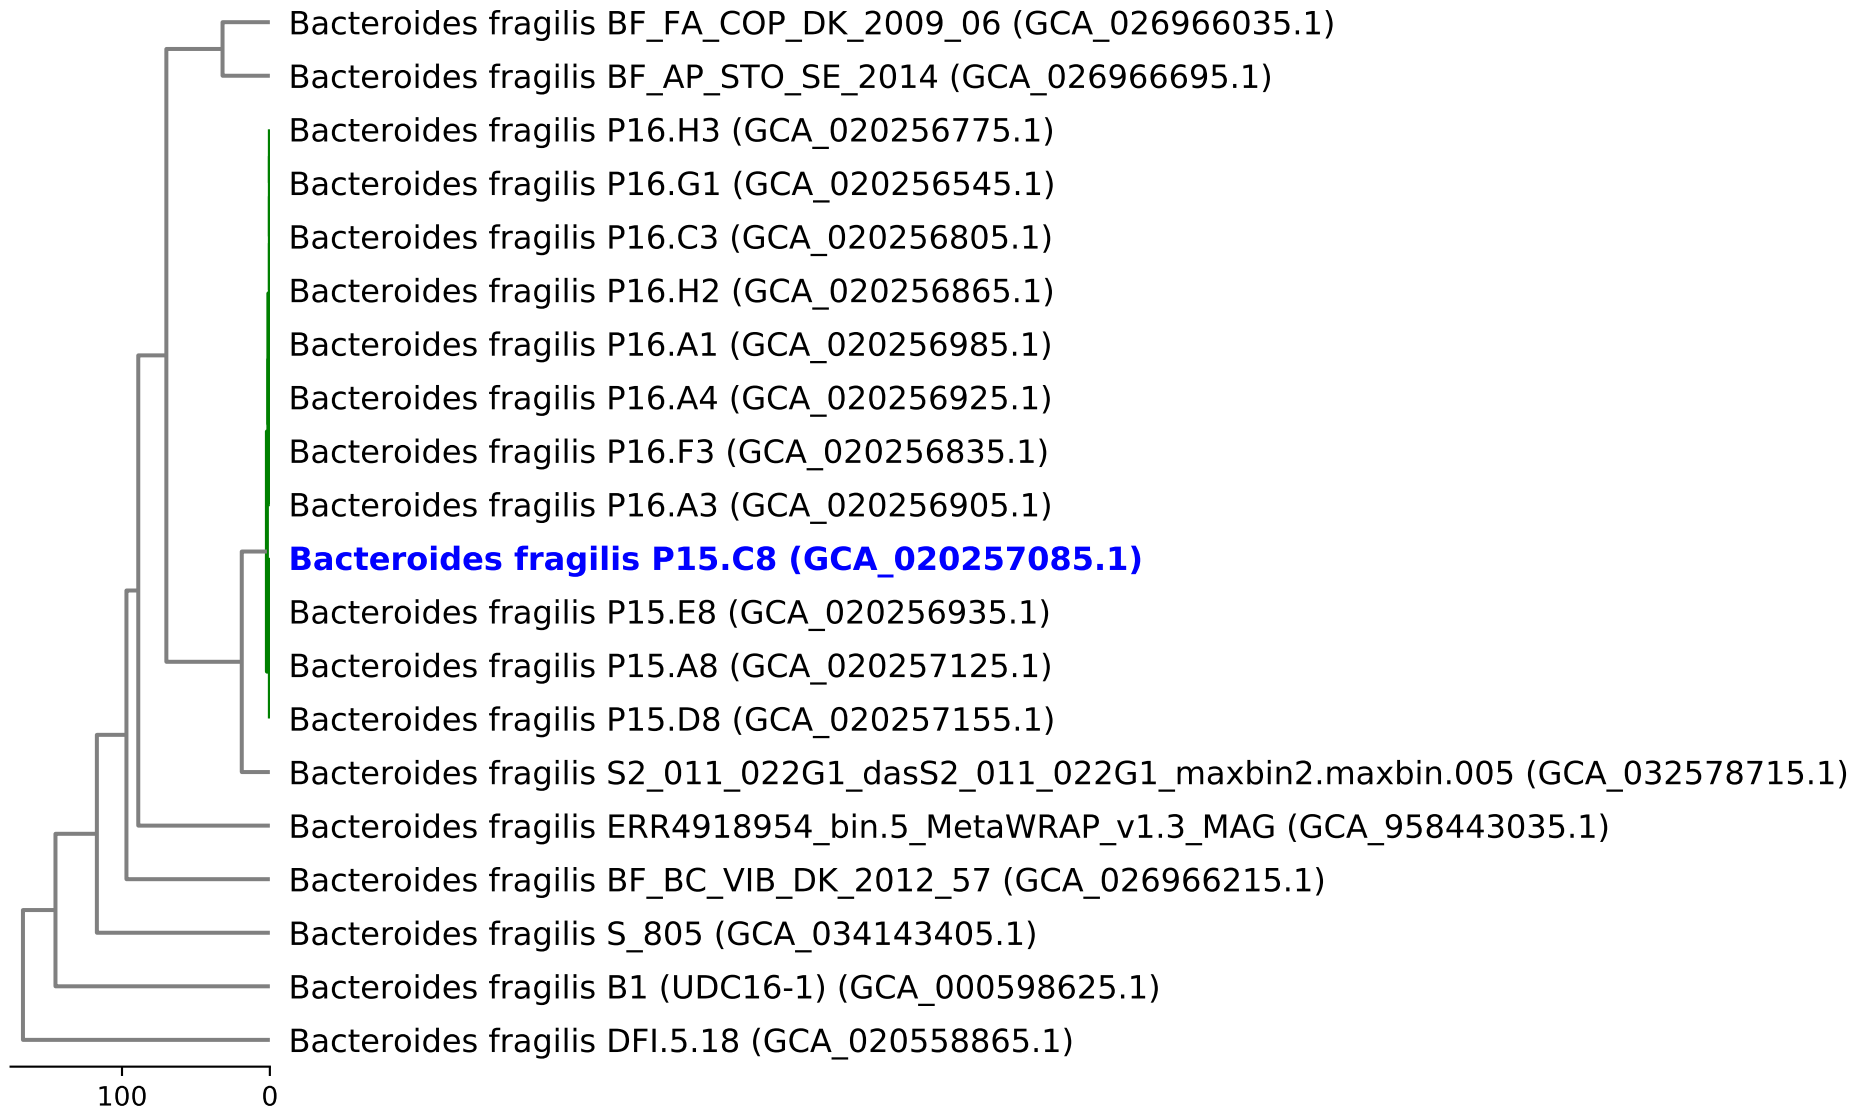 Bacteroides fragilis BF_FA_COP_DK_2009_06 (GCA_026966035.1)
Bacteroides fragilis BF_AP_STO_SE_2014 (GCA_026966695.1)
Bacteroides fragilis P16.H3 (GCA_020256775.1)
Bacteroides fragilis P16.G1 (GCA_020256545.1)
Bacteroides fragilis P16.C3 (GCA_020256805.1)
Bacteroides fragilis P16.H2 (GCA_020256865.1)
Bacteroides fragilis P16.A1 (GCA_020256985.1)
Bacteroides fragilis P16.A4 (GCA_020256925.1)
Bacteroides fragilis P16.F3 (GCA_020256835.1)
Bacteroides fragilis P16.A3 (GCA_020256905.1)
Bacteroides fragilis P15.C8 (GCA_020257085.1)
Bacteroides fragilis P15.E8 (GCA_020256935.1)
Bacteroides fragilis P15.A8 (GCA_020257125.1)
Bacteroides fragilis P15.D8 (GCA_020257155.1)
Bacteroides fragilis S2_011_022G1_dasS2_011_022G1_maxbin2.maxbin.005 (GCA_032578715.1)
Bacteroides fragilis ERR4918954_bin.5_MetaWRAP_v1.3_MAG (GCA_958443035.1)
Bacteroides fragilis BF_BC_VIB_DK_2012_57 (GCA_026966215.1)
Bacteroides fragilis S_805 (GCA_034143405.1)
Bacteroides fragilis B1 (UDC16-1) (GCA_000598625.1)
Bacteroides fragilis DFI.5.18 (GCA_020558865.1)
100 0